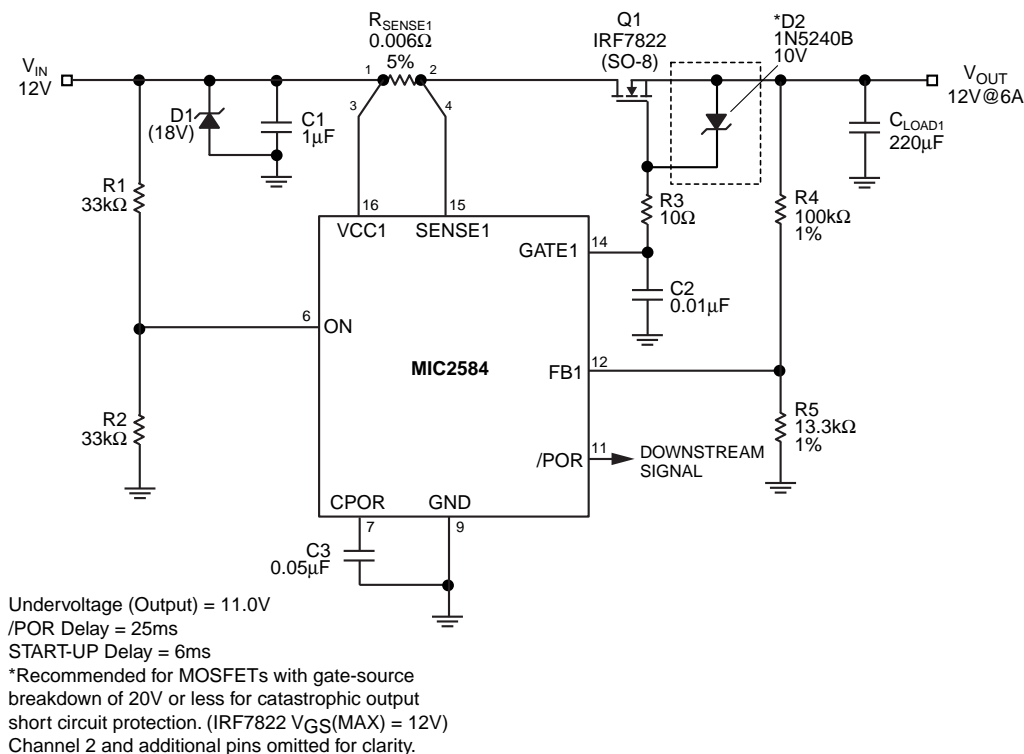 RSENSE1
0.006Ω
5%
Q1
IRF7822
(SO-8)
*D2
1N5240B
10V
VIN
12V
1
2
3
4
VOUT
12V@6A
D1
(18V)
C1
1µF
CLOAD1
220µF
R1
33kΩ
R3
10Ω
R4
100kΩ
1%
16
15
VCC1
SENSE1
GATE1
14
C2
0.01µF
6
ON
MIC2584
FB1
12
R2
33kΩ
R5
13.3kΩ
1%
/POR
11
DOWNSTREAM
SIGNAL
CPOR
GND
7
9
C3
0.05µF
Undervoltage (Output) = 11.0V
/POR Delay = 25ms
START-UP Delay = 6ms
*Recommended for MOSFETs with gate-source
breakdown of 20V or less for catastrophic output
short circuit protection. (IRF7822 VGS(MAX) = 12V)
Channel 2 and additional pins omitted for clarity.